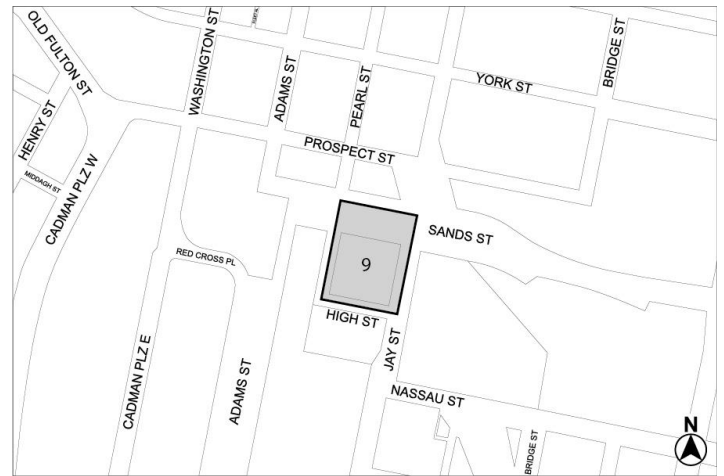 OLD FULTON ST
WASHINGTON ST
ADAMS ST
PEARL ST
YORK ST
BRIDGE ST
HENRY ST
PROSPECT ST
MIDDAGH ST
CADMAN PLZ W
SANDS ST
RED CROSS PL
9
HIGH ST
JAY ST
CADMAN PLZ E
ADAMS ST
NASSAU ST
BRIDGE ST
N